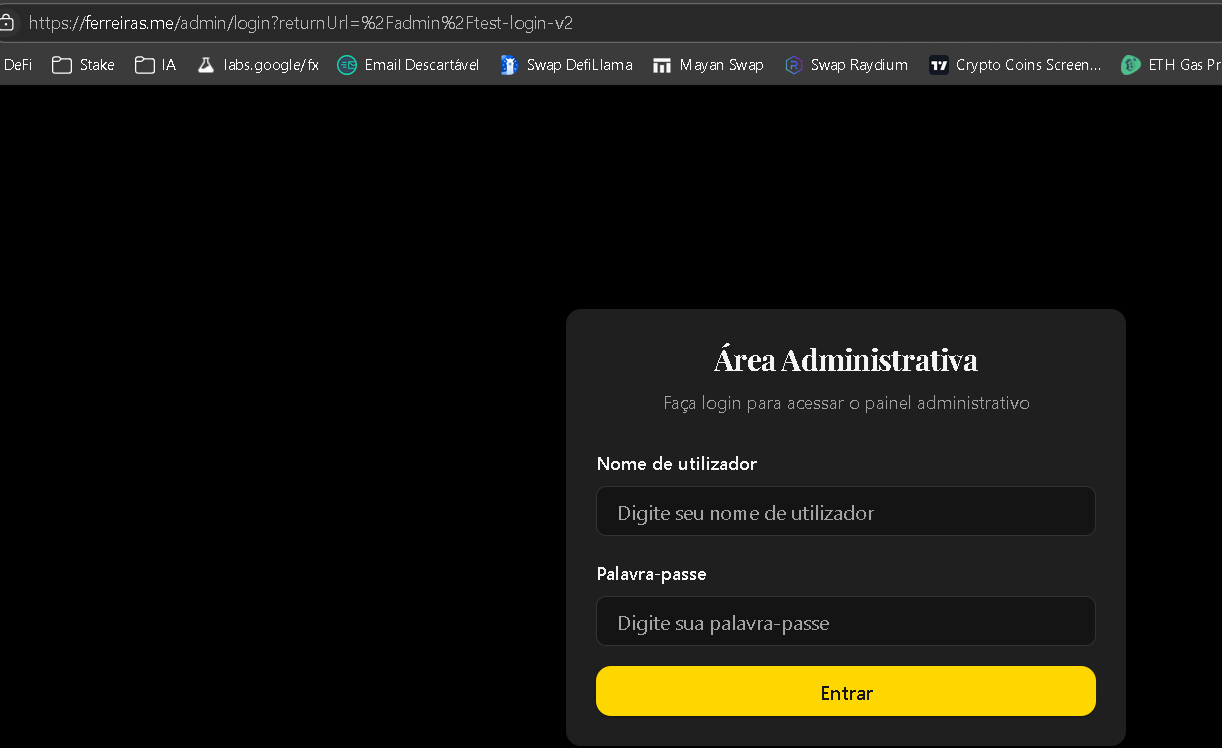 https://ferreiras.me/admin/login?returnUrl=%2Fadmin%2Ftest-login-v2
DeFi Stake IA labs.google/fx Email Descartável Swap DefiLlama Mayan Swap Swap Raydium Crypto Coins Screen... ETH Gas Pr
Área Administrativa
Faça login para acessar o painel administrativo
Nome de utilizador
Digite seu nome de utilizador
Palavra-passe
Digite sua palavra-passe
Entrar